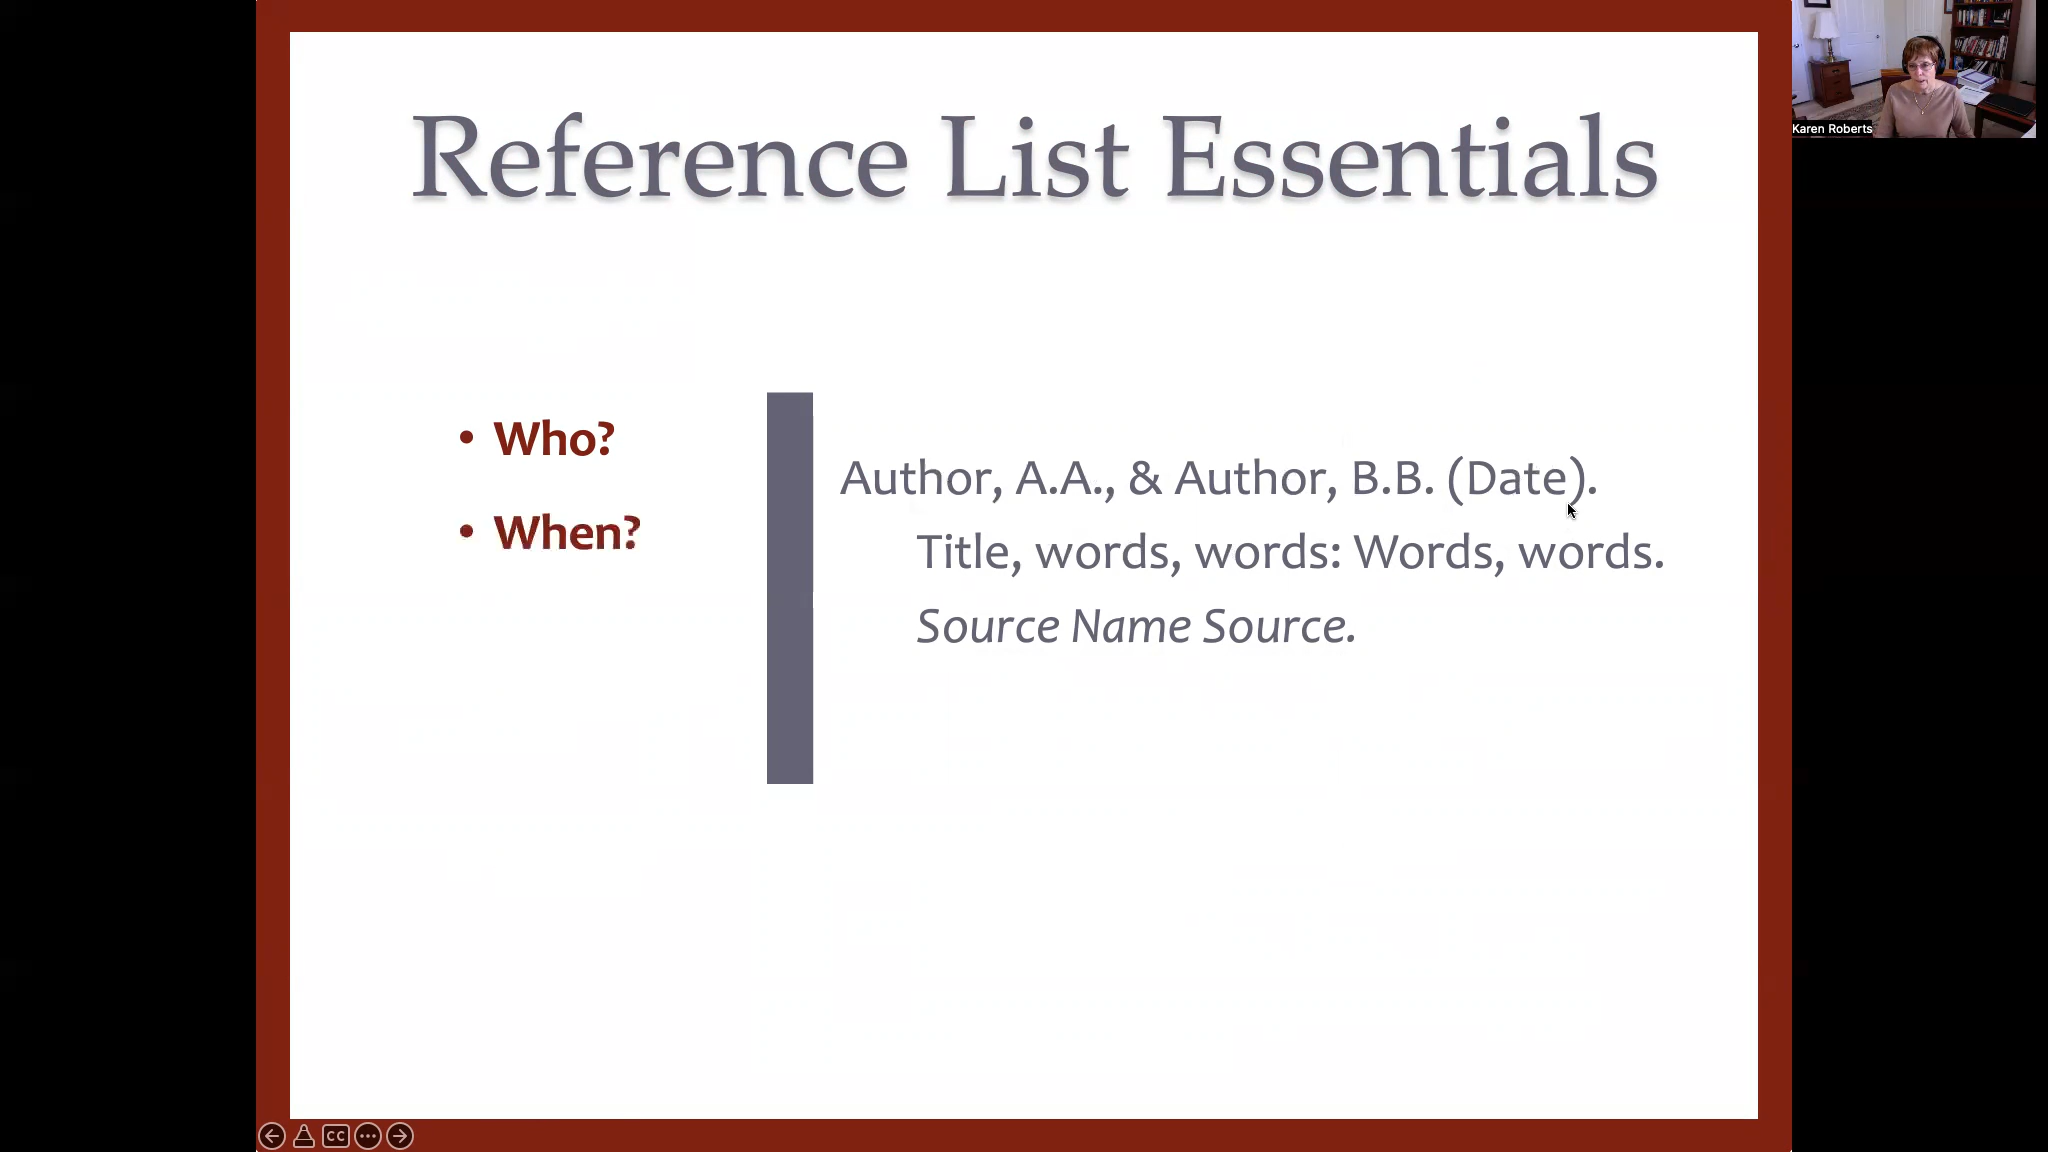 Reference List Essentials
Karen Roberts
• Who?
• When?
Author, A.A., & Author, B.B. (Date).
Title, words, words: Words, words.
Source Name Source.
CC